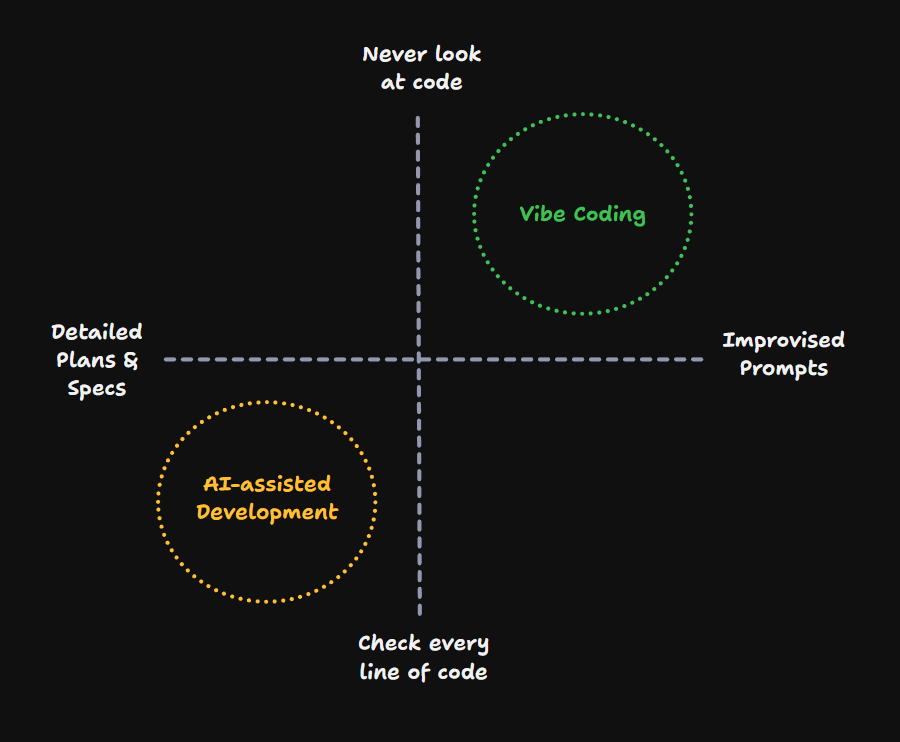 Never look
at code
Vibe Coding
Detailed
Plans &
Specs
Improvised
Prompts
AI-assisted
Development
Check every
line of code